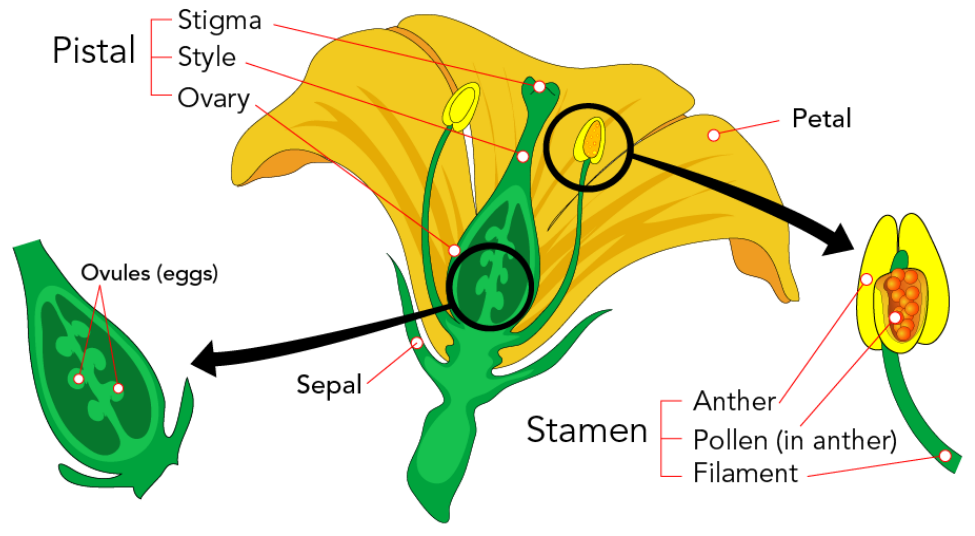 Pistal
Stigma
Style
Ovary
Petal
Ovules (eggs)
Sepal
Stamen
Anther
Pollen (in anther)
Filament